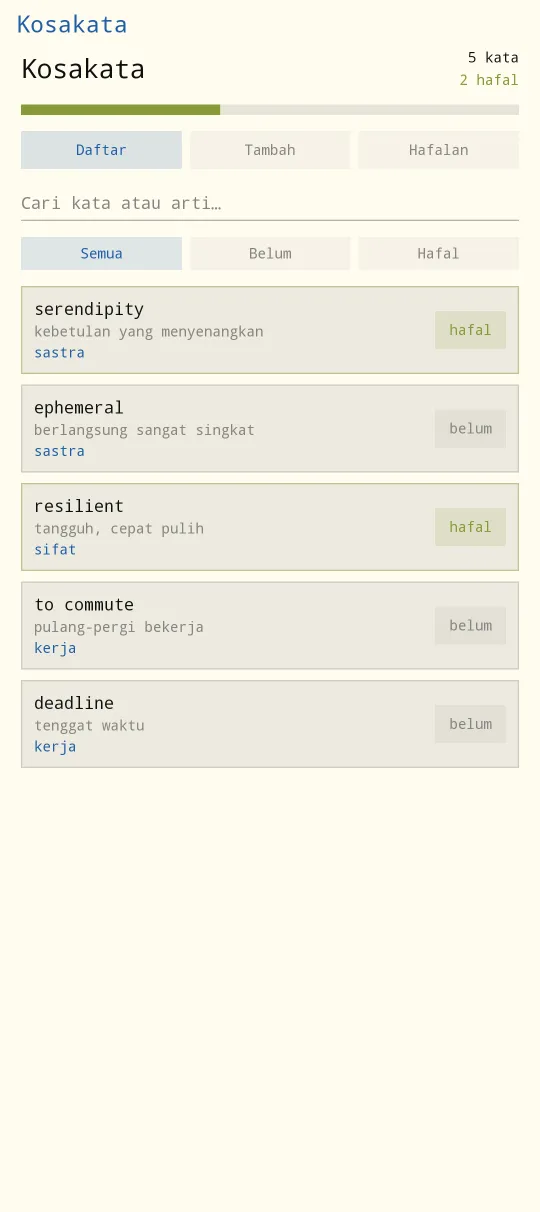 Kosakata
Kosakata
5 kata
2 hafal
Daftar
Tambah
Hafalan
Cari kata atau arti…
Semua
Belum
Hafal
serendipity
kebetulan yang menyenangkan
sastra
hafal
ephemeral
berlangsung sangat singkat
sastra
belum
resilient
tangguh, cepat pulih
sifat
hafal
to commute
pulang-pergi bekerja
kerja
belum
deadline
tenggat waktu
kerja
belum